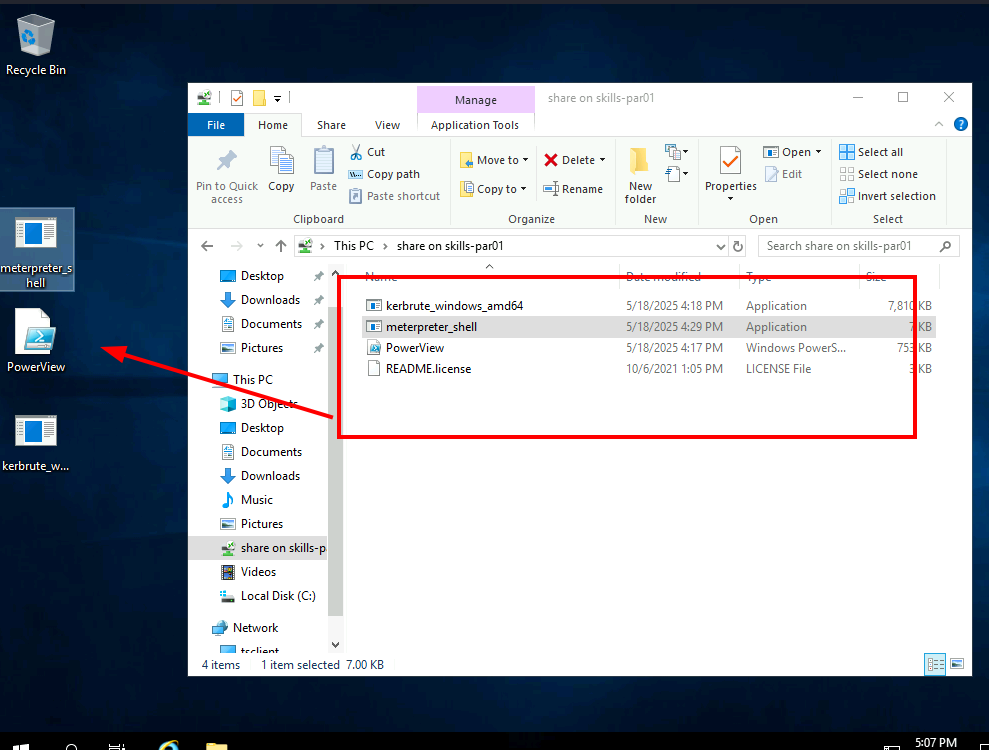 Recycle Bin
meterpreter_s
hell
PowerView
kerbrute_w...
Manage
share on skills-par01
File
Home
Share
View
Application Tools
Pin to Quick
access
Copy
Paste
Cut
Copy path
Paste shortcut
Clipboard
Move to
Copy to
Delete
Rename
Organize
New
folder
New
Properties
Open
Edit
Open
Select all
Select none
Invert selection
Select
This PC
share on skills-par01
Search share on skills-par01
Desktop
Downloads
Documents
Pictures
This PC
3D Objects
Desktop
Documents
Downloads
Music
Pictures
share on skills-p
Videos
Local Disk (C:)
Network
tsclient
Name Date modified Type Size
kerbrute_windows_amd64 5/18/2025 4:18 PM Application 7,810 KB
meterpreter_shell 5/18/2025 4:29 PM Application 7 KB
PowerView 5/18/2025 4:17 PM Windows PowerS... 753 KB
README.license 10/6/2021 1:05 PM LICENSE File 3 KB
4 items 1 item selected 7.00 KB
5:07 PM